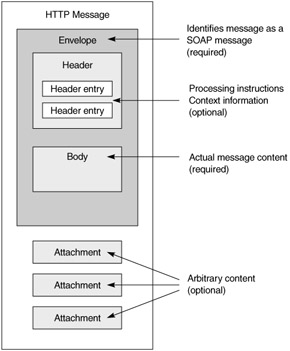 HTTP Message
Envelope
Header
Header entry
Header entry
Body
Attachment
Attachment
Attachment
Identifies message as a
SOAP message
(required)
Processing instructions
Context information
(optional)
Actual message content
(required)
Arbitrary content
(optional)